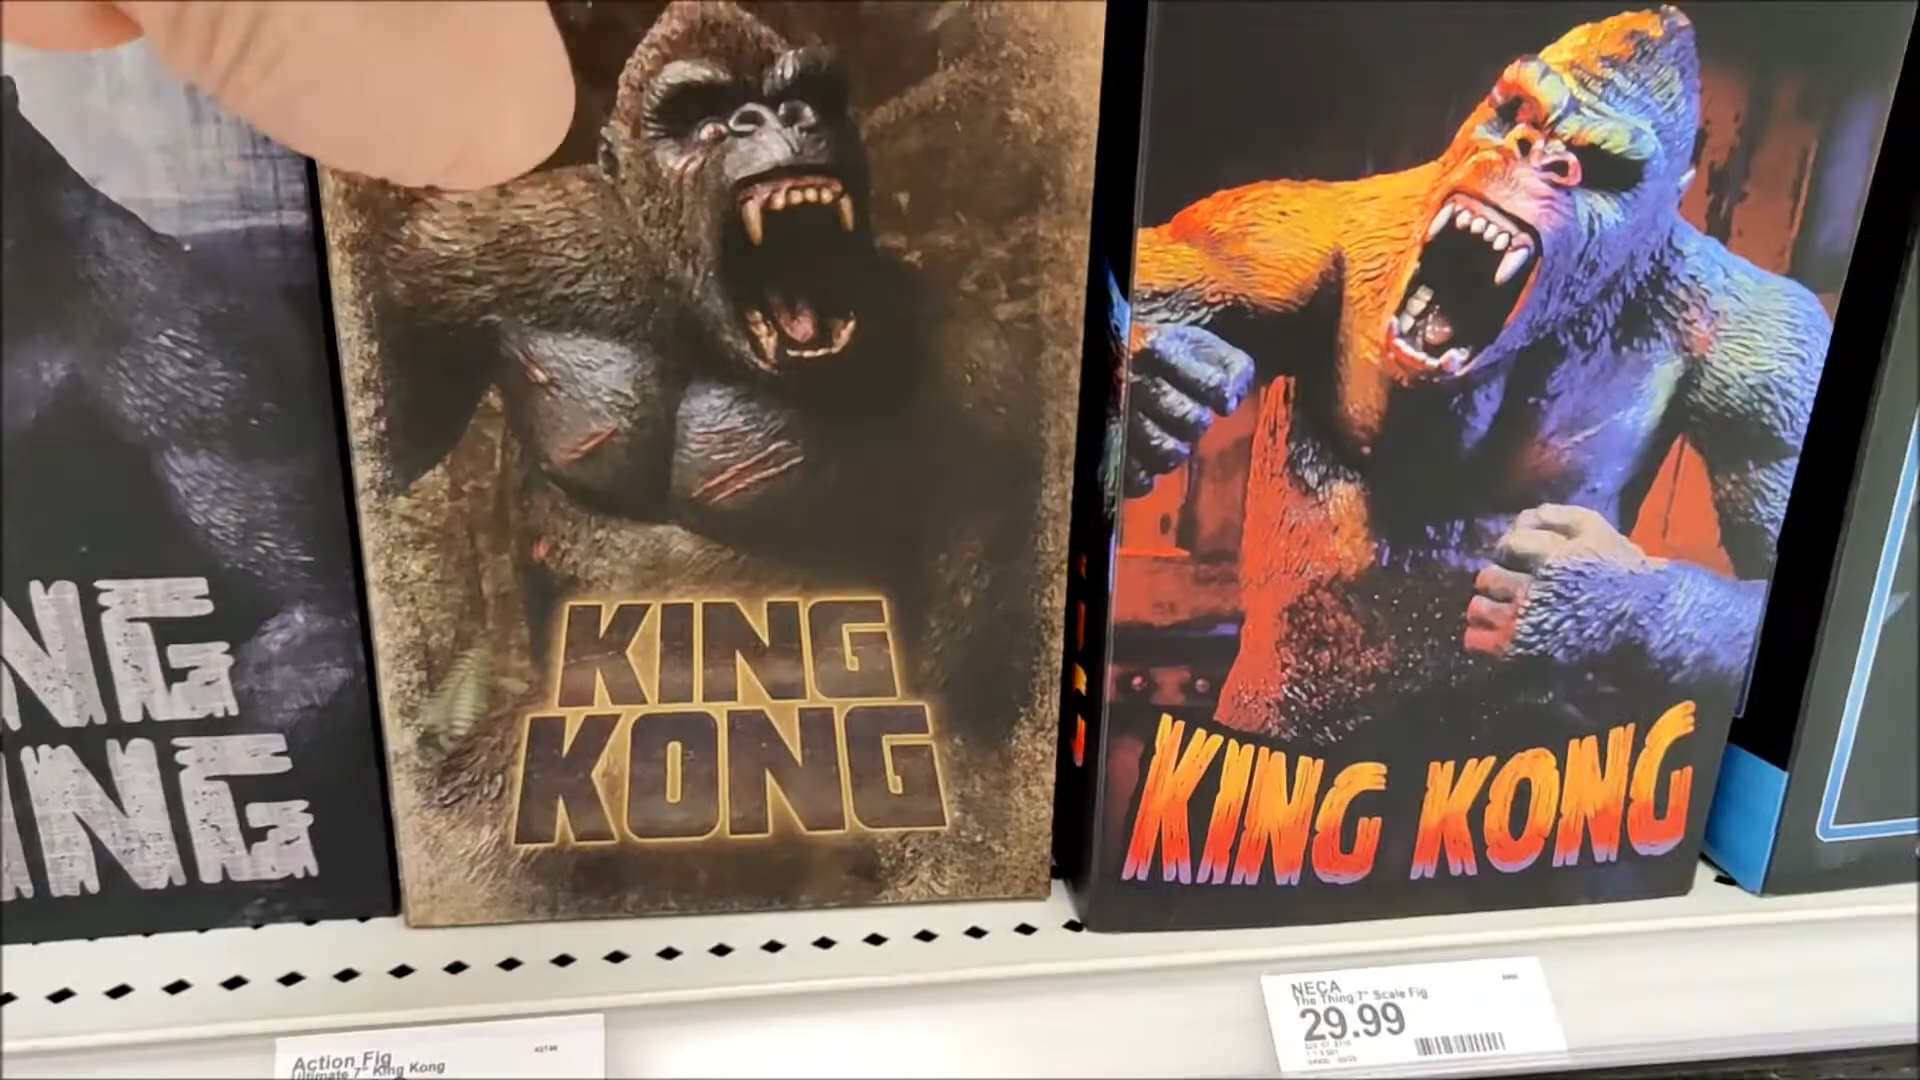 NG
NG
KING
KONG
KING KONG
NECA
The Thing 7" Scale Fig
29.99
Action Fig
Ultimate 7" King Kong